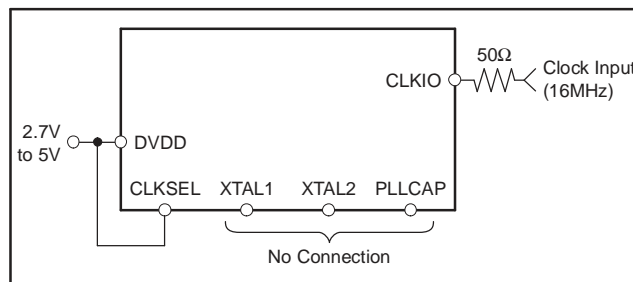 50Ω
CLKIO
Clock Input
(16MHz)
2.7V
to 5V
DVDD
CLKSEL XTAL1 XTAL2 PLLCAP
No Connection